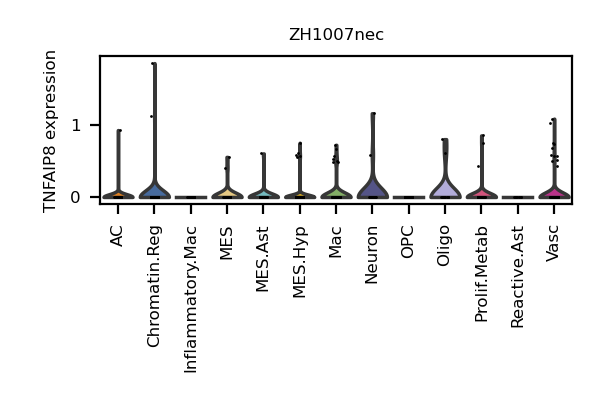 ZH1007nec
TNFAIP8 expression
1
0
AC
Chromatin.Reg
Inflammatory.Mac
MES
MES.Ast
MES.Hyp
Mac
Neuron
OPC
Oligo
Prolif.Metab
Reactive.Ast
Vasc